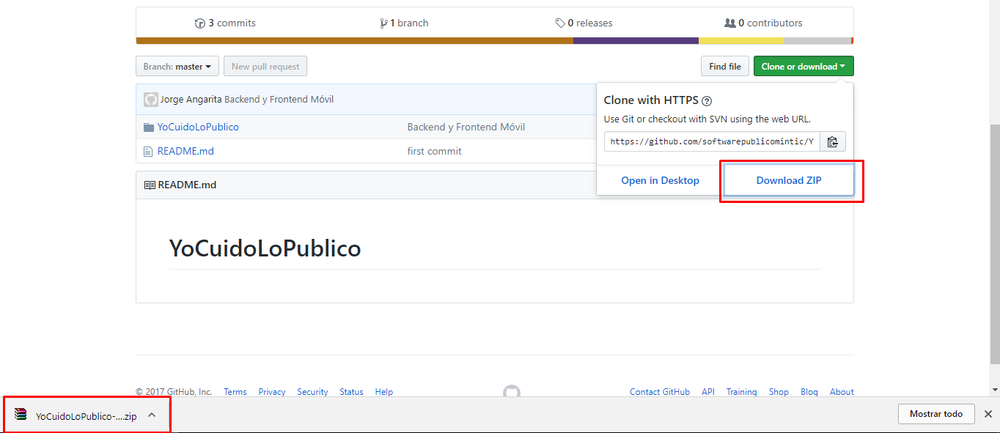 3 commits
1 branch
0 releases
0 contributors
Branch: master
New pull request
Find file
Clone or download
Jorge Angarita Backend y Frontend Móvil
YoCuidoLoPublico
Backend y Frontend Móvil
README.md
first commit
Clone with HTTPS
Use Git or checkout with SVN using the web URL.
https://github.com/softwarepublicomintic/Y
Open in Desktop
Download ZIP
README.md
YoCuidoLoPublico
© 2017 GitHub, Inc.
Terms
Privacy
Security
Status
Help
Contact GitHub
API
Training
Shop
Blog
About
YoCuidoLoPublico-....zip
Mostrar todo